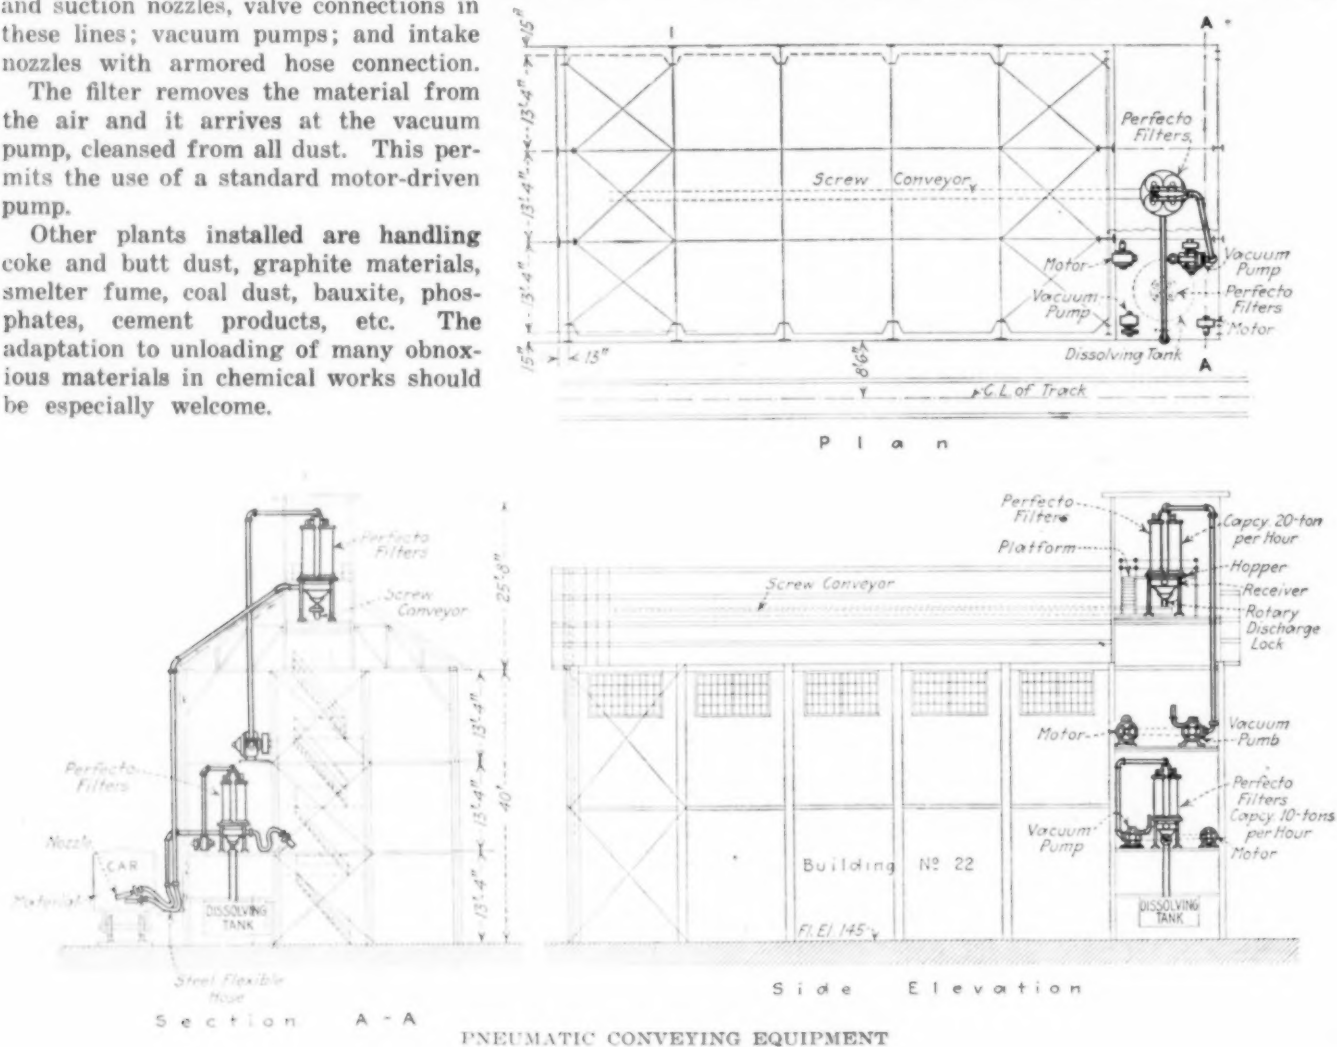 and suction nozzles, valve connections in
these lines; vacuum pumps; and intake
nozzles with armored hose connection.
The filter removes the material from
the air and it arrives at the vacuum
pump, cleansed from all dust. This per-
mits the use of a standard motor-driven
pump.
Other plants installed are handling
coke and butt dust, graphite materials,
smelter fume, coal dust, bauxite, phos-
phates, cement products, etc. The
adaptation to unloading of many obnox-
ious materials in chemical works should
be especially welcome.
A
15"
13'-4"
13'-4"
13'-4"
15"
13"
8'6"
Perfecto
Filters
Screw Conveyor
Motor
Vacuum
Pump
Vacuum
Pump
Perfecto
Filters
Motor
Dissolving Tank
A
C.L. of Track
Plan
Perfecto
Filters
Screw
Conveyor
25'-8"
13'-4"
13'-4"
40'
13'-4"
Perfecto
Filters
Nozzle
CAR
Material
DISSOLVING
TANK
Steel Flexible
Hose
Section A-A
Perfecto
Filters
Capcy. 20-ton
per Hour
Platform
Hopper
Receiver
Rotary
Discharge
Lock
Screw Conveyor
Motor
Vacuum
Pumb
Perfecto
Filters
Capcy. 10-tons
per Hour
Vacuum
Pump
Motor
Building No 22
DISSOLVING
TANK
Fl. El. 145
Side Elevation
PNEUMATIC CONVEYING EQUIPMENT